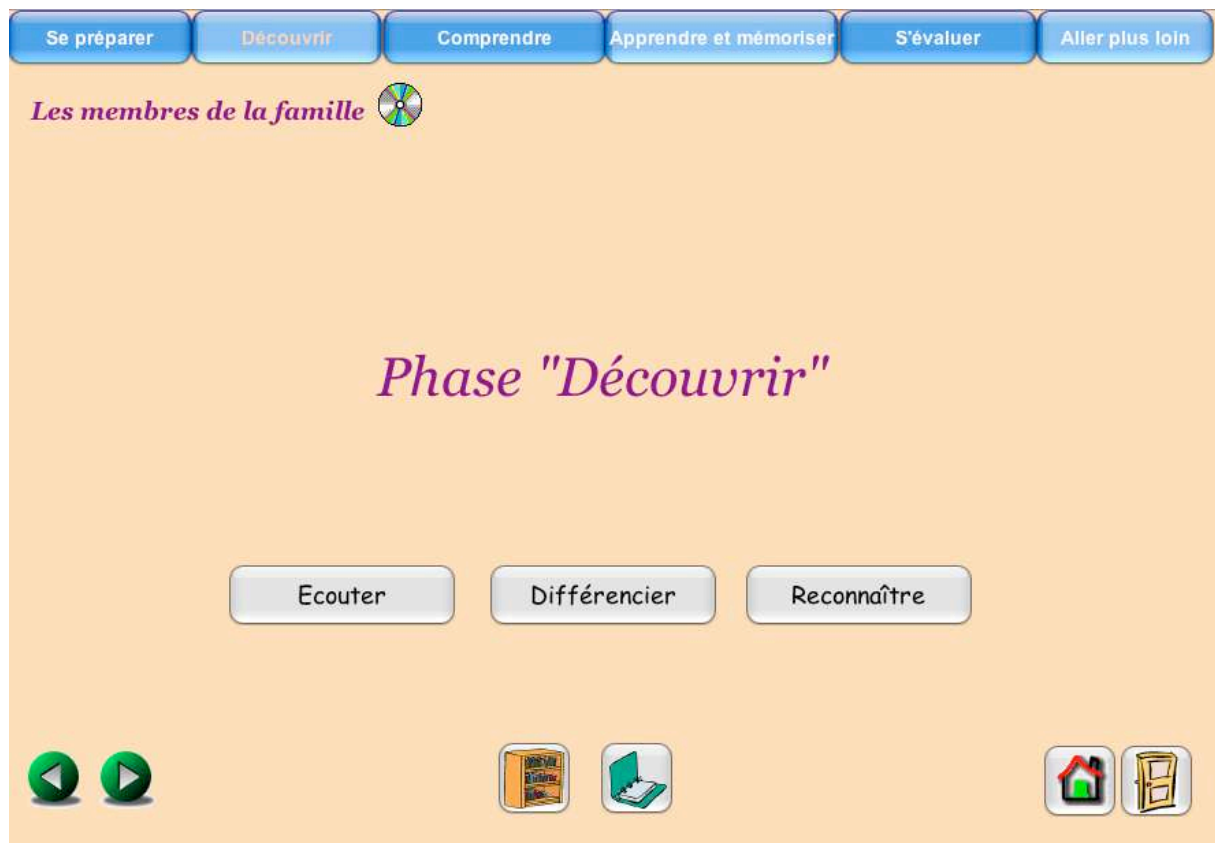 Se préparer Découvrir Comprendre Apprendre et mémoriser S'évaluer Aller plus loin
Les membres de la famille
Phase "Découvrir"
Ecouter Différencier Reconnaître